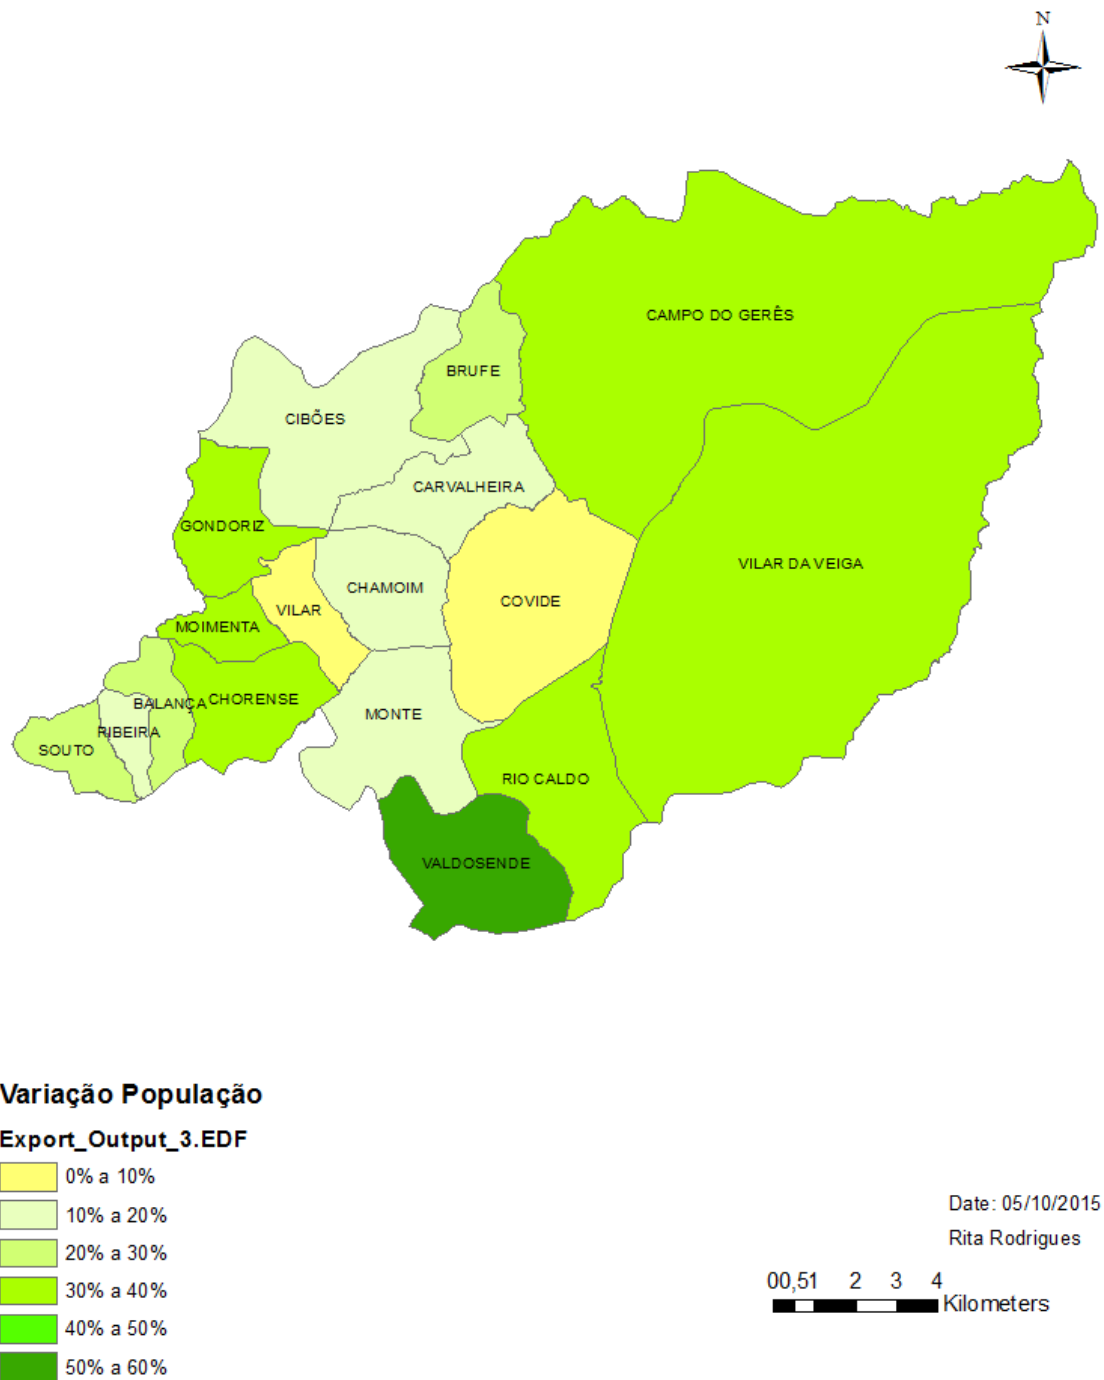 N
CAMPO DO GERÊS
BRUFE
CIBÕES
CARVALHEIRA
GONDORIZ
VILAR DA VEIGA
CHAMOIM
COVIDE
VILAR
MOIMENTA
CHORENSE
BALANÇA
MONTE
RIBEIRA
SOUTO
RIO CALDO
VALDOSENDE
Variação População
Export_Output_3.EDF
0% a 10%
10% a 20%
20% a 30%
30% a 40%
40% a 50%
50% a 60%
Date: 05/10/2015
Rita Rodrigues
00,51 2 3 4
Kilometers